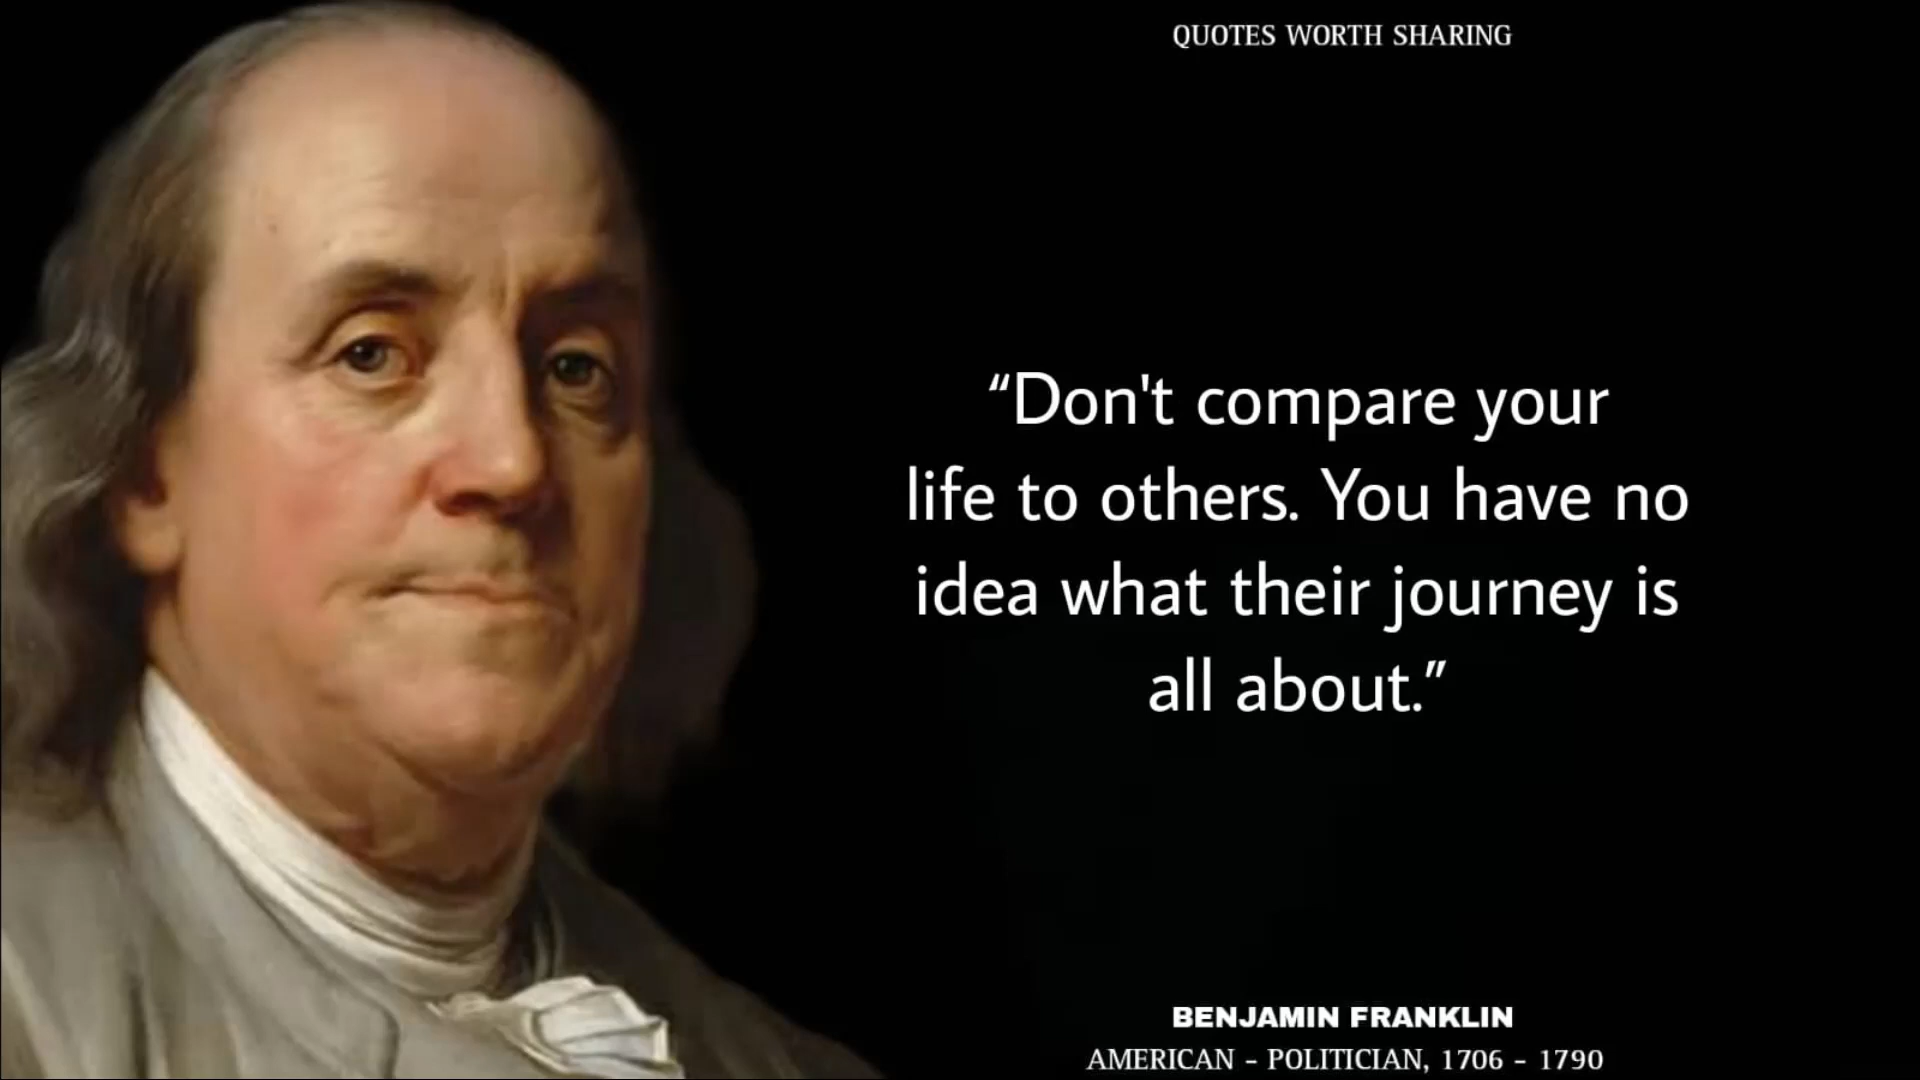 QUOTES WORTH SHARING
“Don't compare your
life to others. You have no
idea what their journey is
all about.”
BENJAMIN FRANKLIN
AMERICAN - POLITICIAN, 1706 - 1790